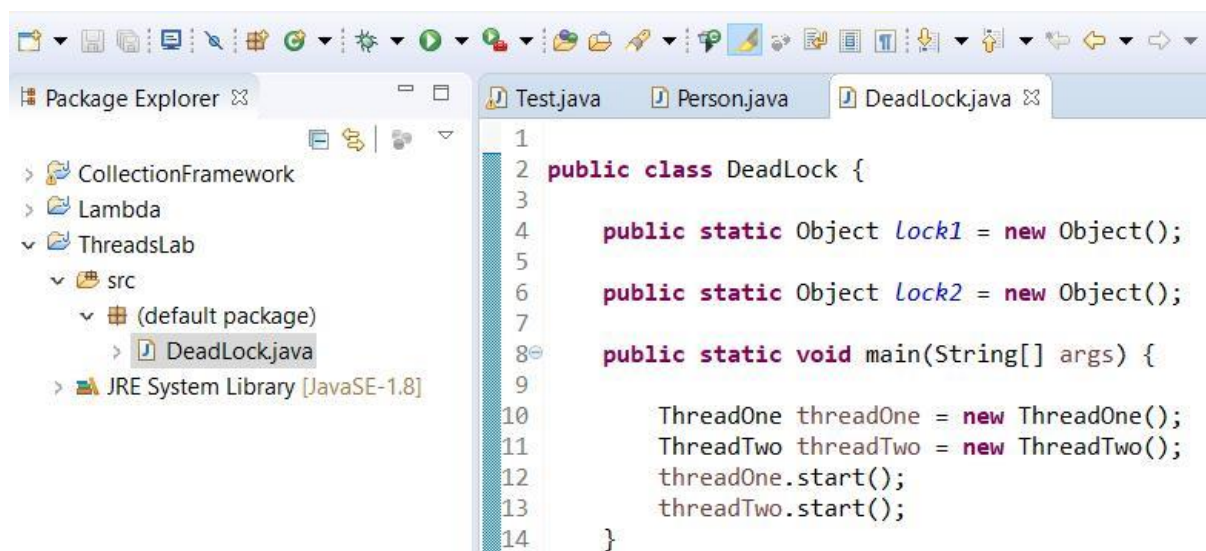 Package Explorer
CollectionFramework
Lambda
ThreadsLab
src
(default package)
DeadLock.java
JRE System Library [JavaSE-1.8]
Test.java Person.java DeadLock.java
1
2 public class DeadLock {
3
4 public static Object lock1 = new Object();
5
6 public static Object lock2 = new Object();
7
8 public static void main(String[] args) {
9
10 ThreadOne threadOne = new ThreadOne();
11 ThreadTwo threadTwo = new ThreadTwo();
12 threadOne.start();
13 threadTwo.start();
14 }